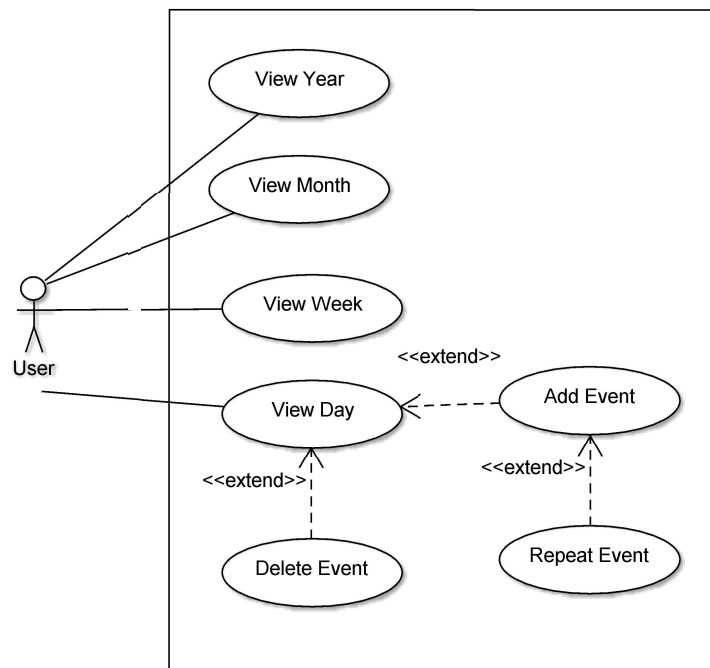 View Year
View Month
View Week
User
<<extend>>
View Day
Add Event
<<extend>>
<<extend>>
Delete Event
Repeat Event